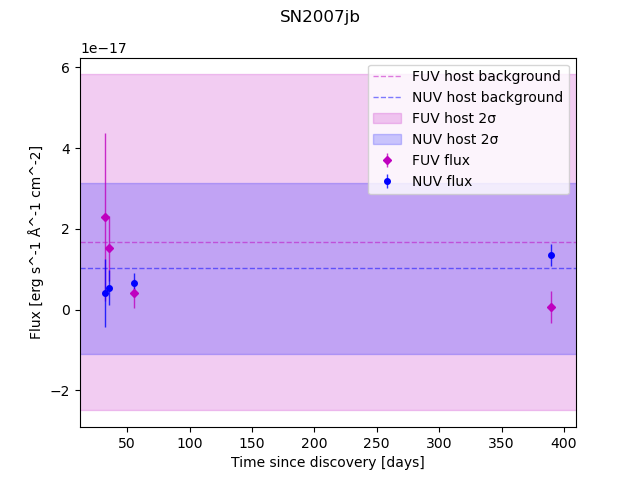 SN2007jb
1e−17
6
4
2
0
−2
Flux [erg s^-1 Å^-1 cm^-2]
FUV host background
NUV host background
FUV host 2σ
NUV host 2σ
FUV flux
NUV flux
50 100 150 200 250 300 350 400
Time since discovery [days]